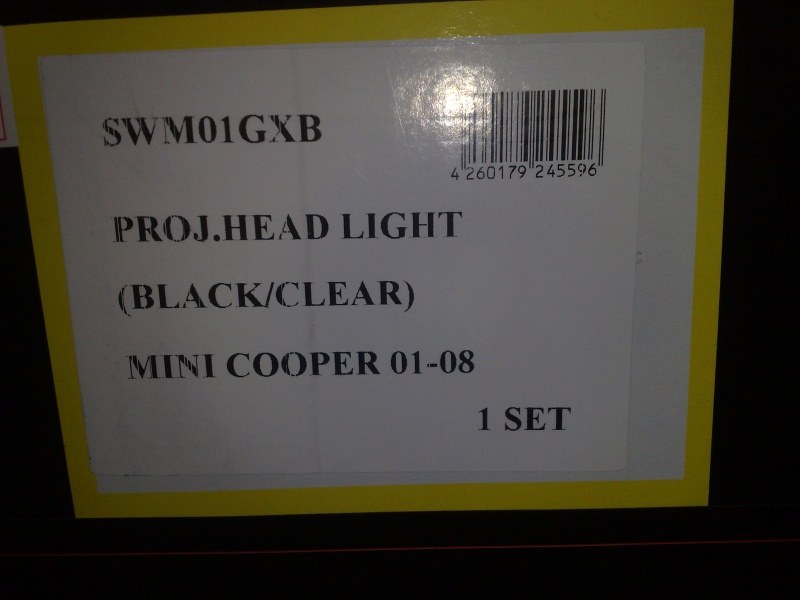 SWM01GXB
4 260179 245596
PROJ.HEAD LIGHT
(BLACK/CLEAR)
MINI COOPER 01-08
1 SET